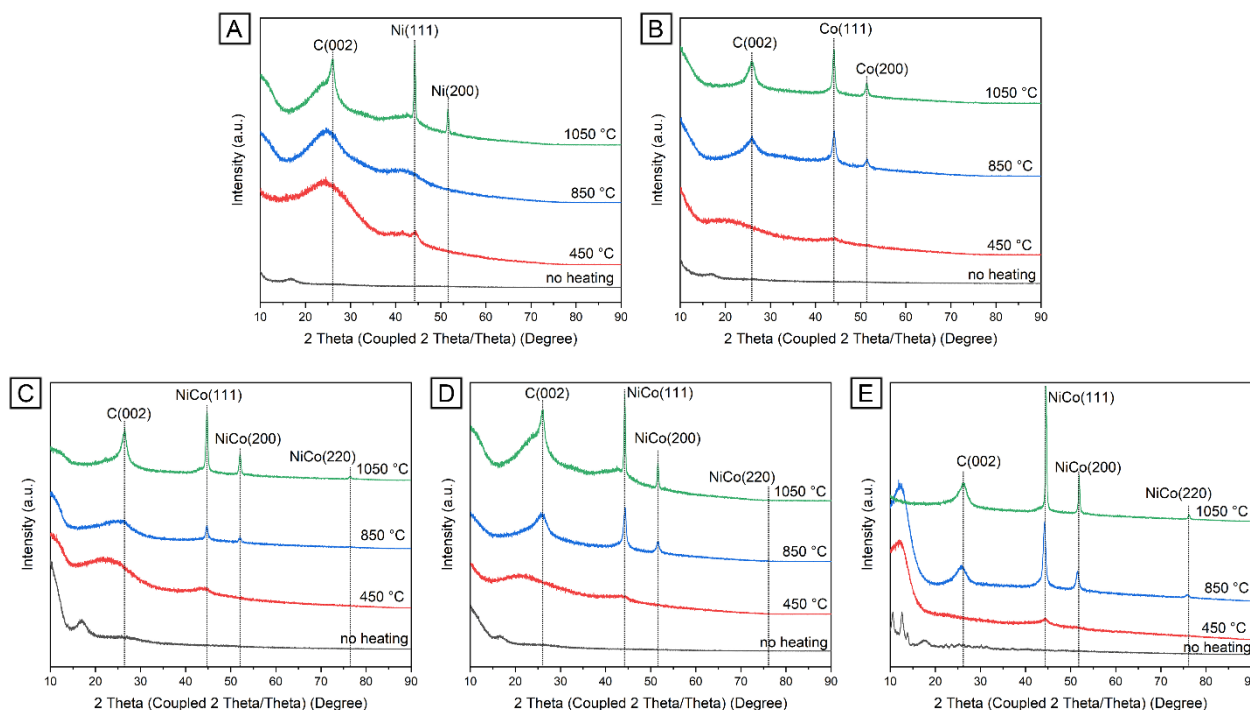 A
C(002)
Ni(111)
Ni(200)
1050 °C
850 °C
450 °C
no heating
Intensity (a.u.)
10 20 30 40 50 60 70 80 90
2 Theta (Coupled 2 Theta/Theta) (Degree)
B
C(002)
Co(111)
Co(200)
1050 °C
850 °C
450 °C
no heating
Intensity (a.u.)
10 20 30 40 50 60 70 80 90
2 Theta (Coupled 2 Theta/Theta) (Degree)
C
C(002)
NiCo(111)
NiCo(200)
NiCo(220)
1050 °C
850 °C
450 °C
no heating
Intensity (a.u.)
10 20 30 40 50 60 70 80 90
2 Theta (Coupled 2 Theta/Theta) (Degree)
D
C(002)
NiCo(111)
NiCo(200)
NiCo(220)
1050 °C
850 °C
450 °C
no heating
Intensity (a.u.)
10 20 30 40 50 60 70 80 90
2 Theta (Coupled 2 Theta/Theta) (Degree)
E
NiCo(111)
C(002)
NiCo(200)
NiCo(220)
1050 °C
850 °C
450 °C
no heating
Intensity (a.u.)
10 20 30 40 50 60 70 80 90
2 Theta (Coupled 2 Theta/Theta) (Degree)